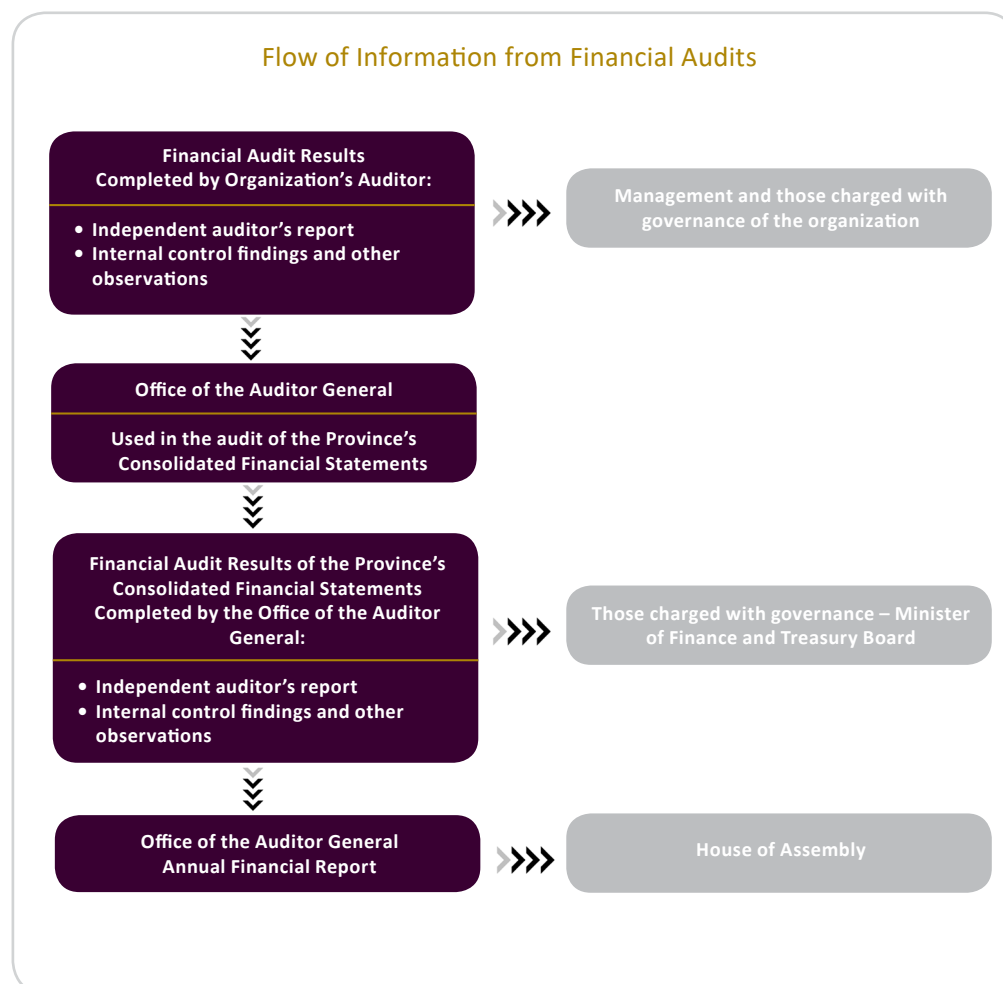 Flow of Information from Financial Audits
Financial Audit Results
Completed by Organization's Auditor:
• Independent auditor's report
• Internal control findings and other
observations
Management and those charged with
governance of the organization
Office of the Auditor General
Used in the audit of the Province's
Consolidated Financial Statements
Financial Audit Results of the Province's
Consolidated Financial Statements
Completed by the Office of the Auditor
General:
• Independent auditor's report
• Internal control findings and other
observations
Those charged with governance – Minister
of Finance and Treasury Board
Office of the Auditor General
Annual Financial Report
House of Assembly